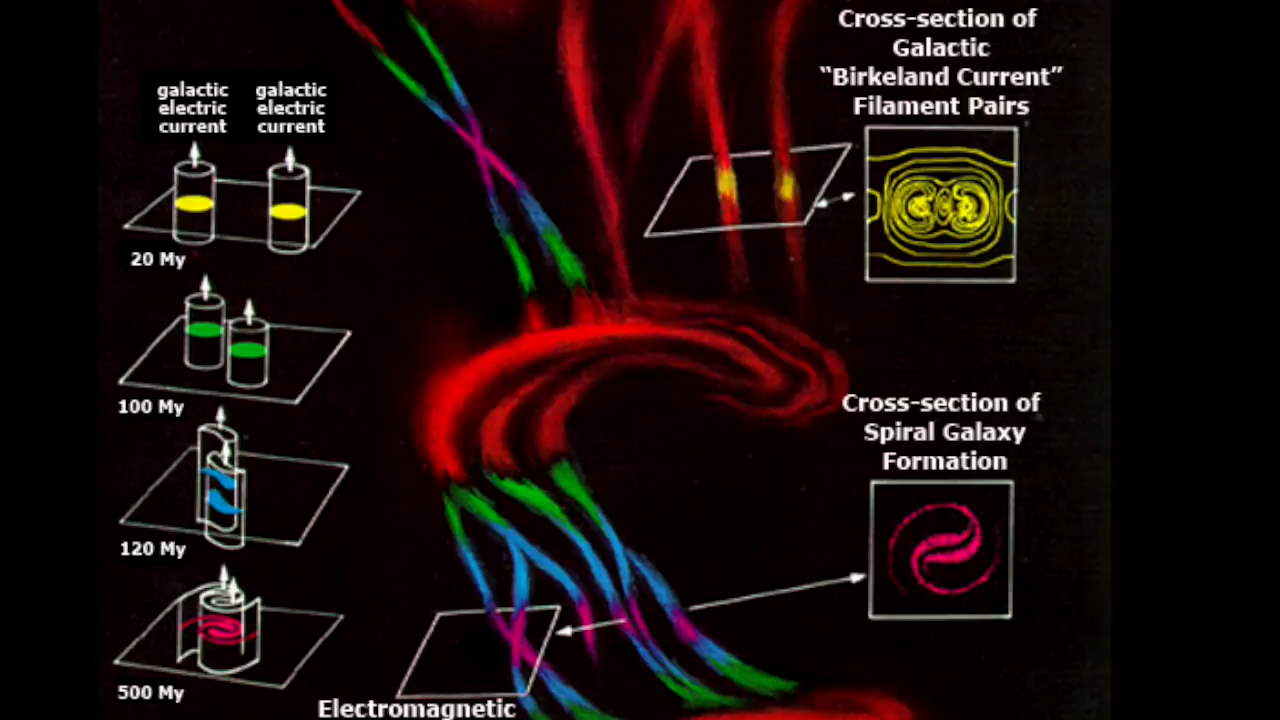 galactic
electric
current
galactic
electric
current
20 My
100 My
120 My
500 My
Cross-section of
Galactic
“Birkeland Current”
Filament Pairs
Cross-section of
Spiral Galaxy
Formation
Electromagnetic